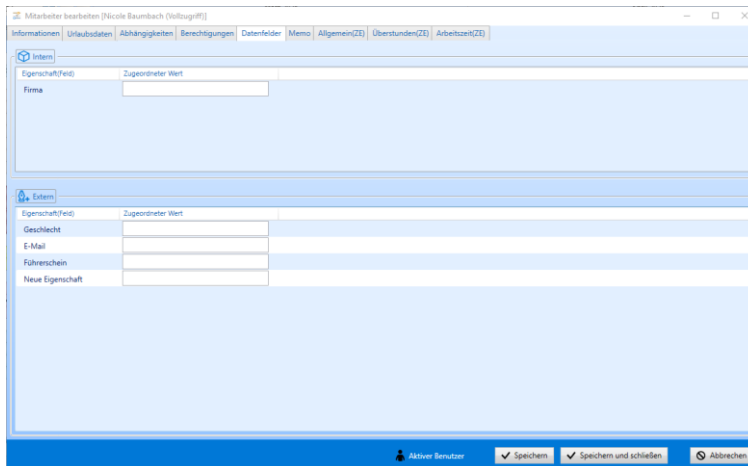 Mitarbeiter bearbeiten [Nicole Baumbach (Vollzugriff)]
Informationen Urlaubsdaten Abhängigkeiten Berechtigungen Datenfelder Memo Allgemein(ZE) Überstunden(ZE) Arbeitszeit(ZE)
Intern
Eigenschaft(Feld) Zugeordneter Wert
Firma
Extern
Eigenschaft(Feld) Zugeordneter Wert
Geschlecht
E-Mail
Führerschein
Neue Eigenschaft
Aktiver Benutzer Speichern Speichern und schließen Abbrechen